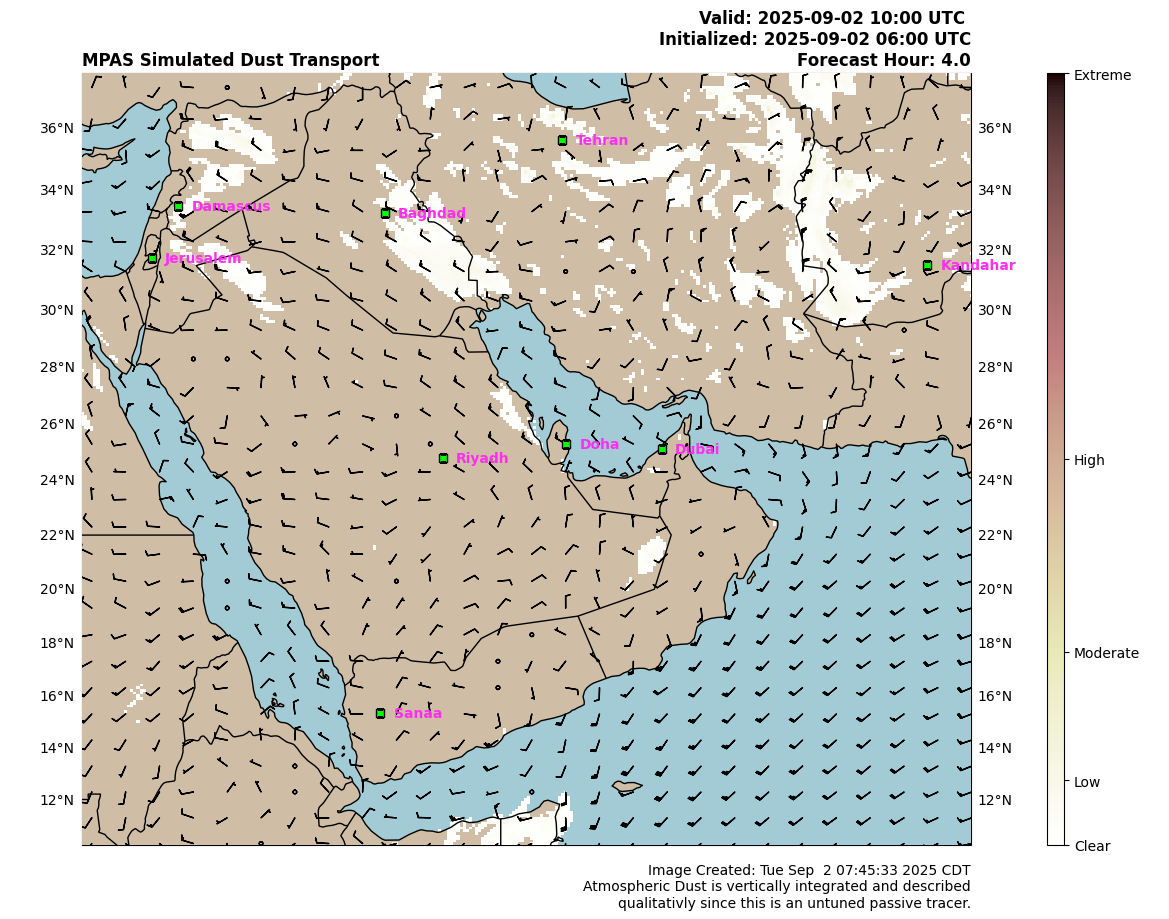 Valid: 2025-09-02 10:00 UTC
Initialized: 2025-09-02 06:00 UTC
MPAS Simulated Dust Transport Forecast Hour: 4.0
Extreme
36°N Tehran 36°N
34°N Damascus Baghdad 34°N
32°N Jerusalem Kandahar 32°N
30°N 30°N
28°N 28°N
26°N Doha Dubai 26°N
High
24°N Riyadh 24°N
22°N 22°N
20°N 20°N
18°N 18°N
Moderate
16°N Sanaa 16°N
14°N 14°N
Low
12°N 12°N
Clear
Image Created: Tue Sep  2 07:45:33 2025 CDT
Atmospheric Dust is vertically integrated and described
qualitativly since this is an untuned passive tracer.